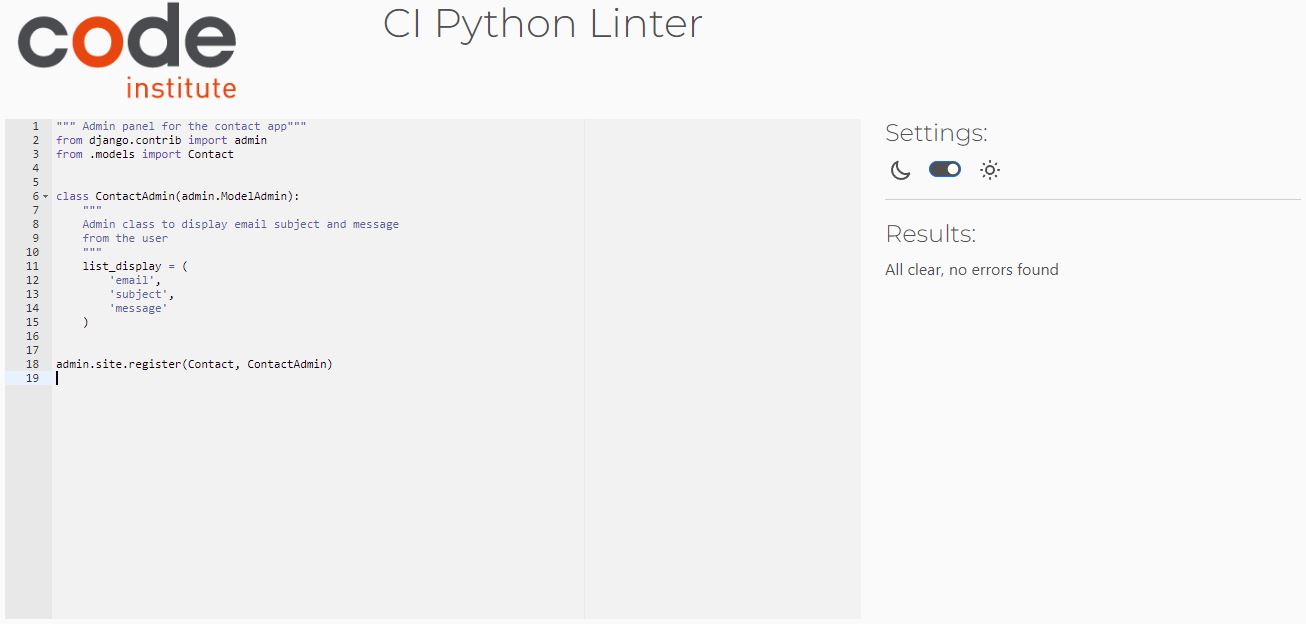 code
institute
CI Python Linter
1 """ Admin panel for the contact app"""
2 from django.contrib import admin
3 from .models import Contact
4
5
6 class ContactAdmin(admin.ModelAdmin):
7     """
8     Admin class to display email subject and message
9     from the user
10     """
11     list_display = (
12         'email',
13         'subject',
14         'message'
15     )
16
17
18 admin.site.register(Contact, ContactAdmin)
19
Settings:
Results:
All clear, no errors found